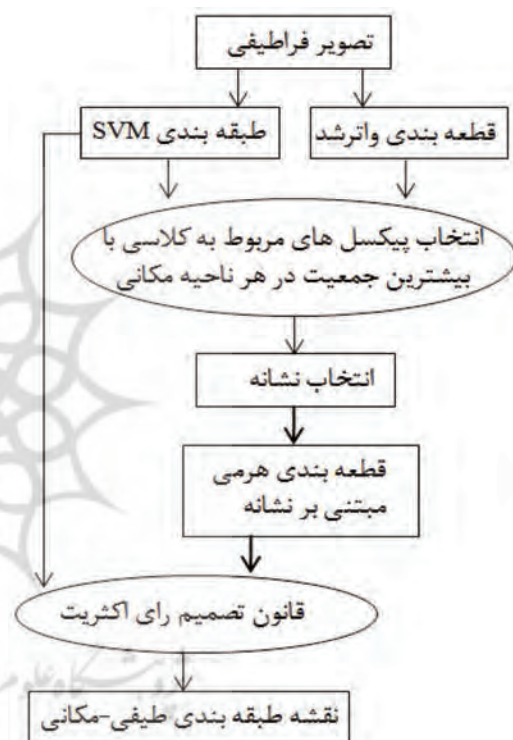 تصویر فراطیفی
قطعه بندی واترشد
طبقه بندی SVM
انتخاب پیکسل های مربوط به کلاسی با
بیشترین جمعیت در هر ناحیه مکانی
انتخاب نشانه
قطعه بندی هرمی
مبتنی بر نشانه
قانون تصمیم رای اکثریت
نقشه طبقه بندی طیفی-مکانی